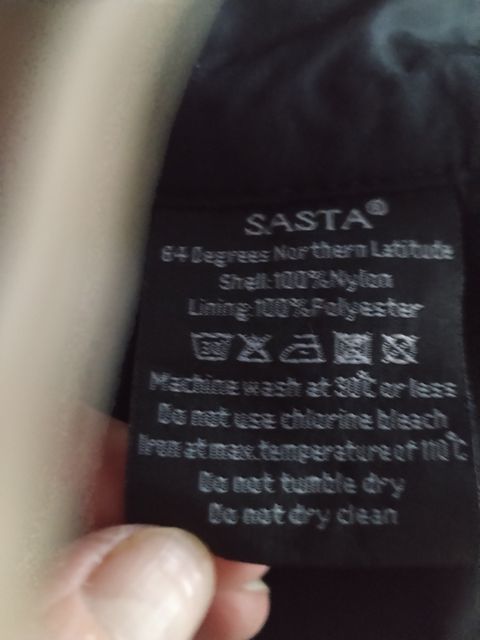 SASTA®
64 Degrees Northern Latitude
Shell:100%Nylon
Lining:100%Polyester
Machine wash at 30℃ or less
Do not use chlorine bleach
Iron at max.temperature of 110℃
Do not tumble dry
Do not dry clean